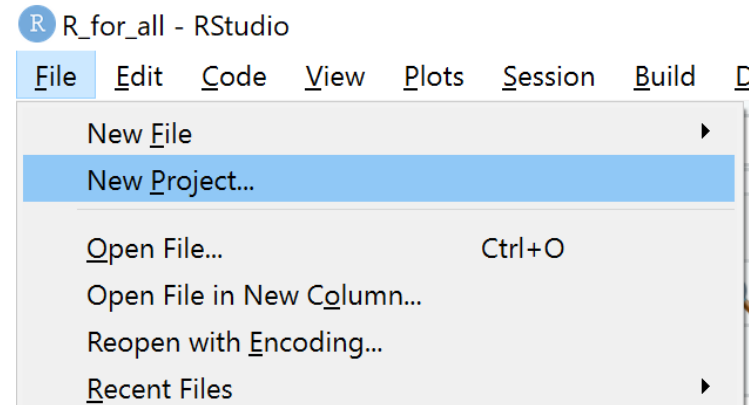 R R_for_all - RStudio
File Edit Code View Plots Session Build D
New File
New Project...
Open File... Ctrl+O
Open File in New Column...
Reopen with Encoding...
Recent Files